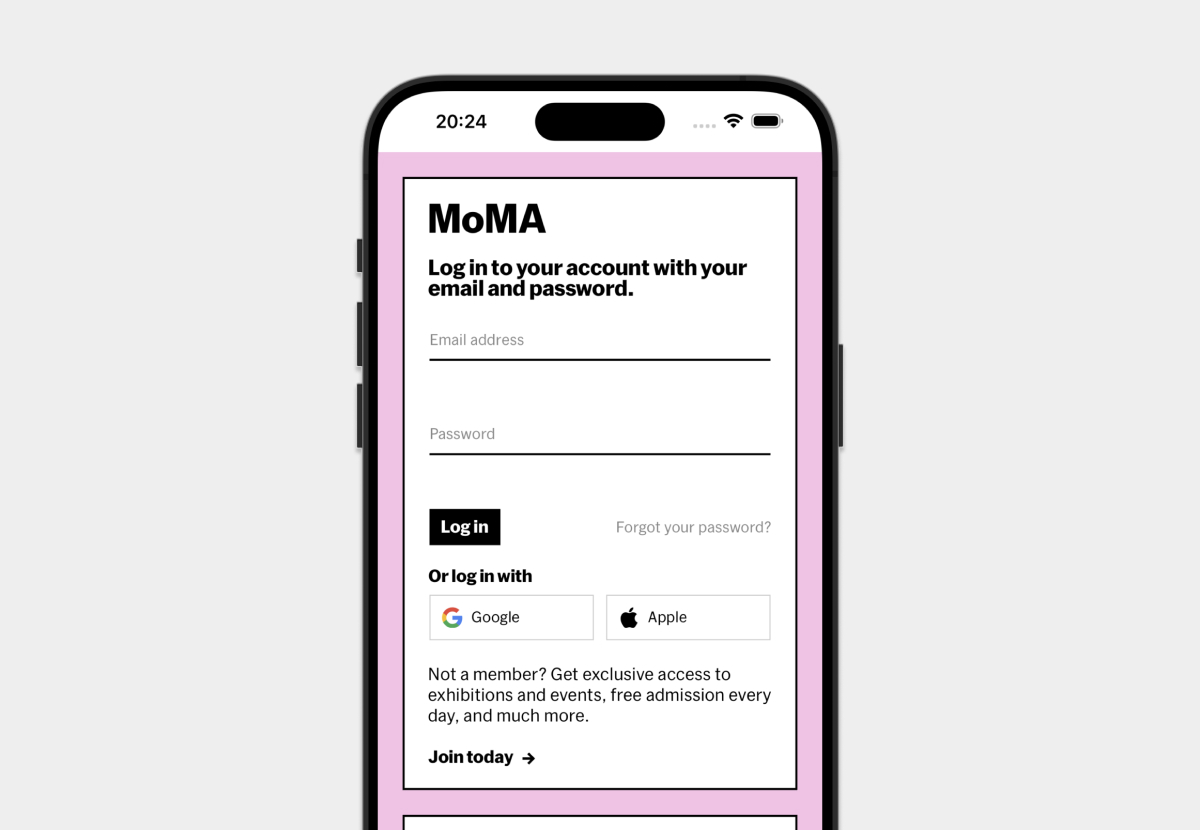 20:24
MoMA
Log in to your account with your
email and password.
Email address
Password
Log in
Forgot your password?
Or log in with
Google
Apple
Not a member? Get exclusive access to
exhibitions and events, free admission every
day, and much more.
Join today →